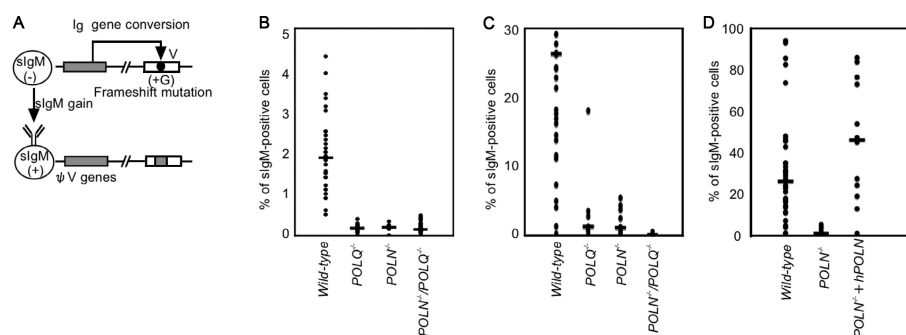 A
Ig gene conversion
sIgM
(-)
V
(+G)
Frameshift mutation
sIgM gain
sIgM
(+)
ψV genes
B
% of sIgM-positive cells
5
4
3
2
1
0
Wild-type
POLQ-/-
POLN-/-
POLN-/-/POLQ-/-
C
% of sIgM-positive cells
30
20
10
0
Wild-type
POLQ-/-
POLN-/-
POLN-/-/POLQ-/-
D
% of sIgM-positive cells
100
80
60
40
20
0
Wild-type
POLN-/-
POLN-/- + hPOLN